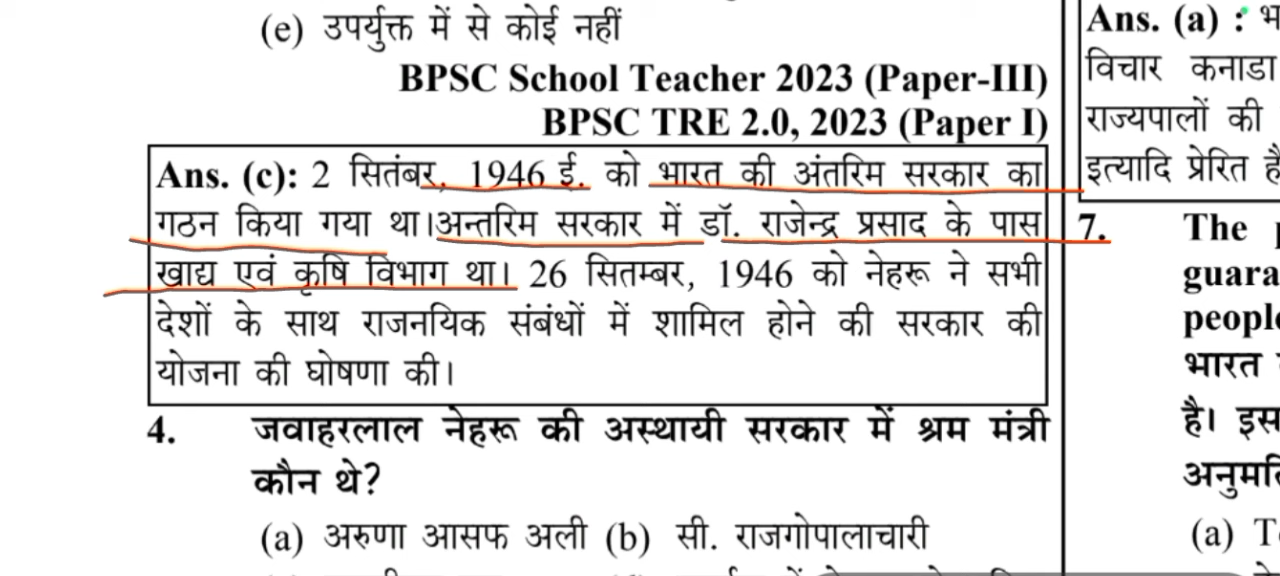 (e) उपर्युक्त में से कोई नहीं
BPSC School Teacher 2023 (Paper-III)
BPSC TRE 2.0, 2023 (Paper I)
Ans. (c): 2 सितंबर, 1946 ई. को भारत की अंतरिम सरकार का
गठन किया गया था।अन्तरिम सरकार में डॉ. राजेन्द्र प्रसाद के पास
खाद्य एवं कृषि विभाग था। 26 सितम्बर, 1946 को नेहरू ने सभी
देशों के साथ राजनयिक संबंधों में शामिल होने की सरकार की
योजना की घोषणा की।
4. जवाहरलाल नेहरू की अस्थायी सरकार में श्रम मंत्री
कौन थे?
(a) अरुणा आसफ अली (b) सी. राजगोपालाचारी
Ans. (a) :
विचार कनाडा
राज्यपालों की
इत्यादि प्रेरित
7. The
guara
people
भारत
है। इस
अनुमति
(a)